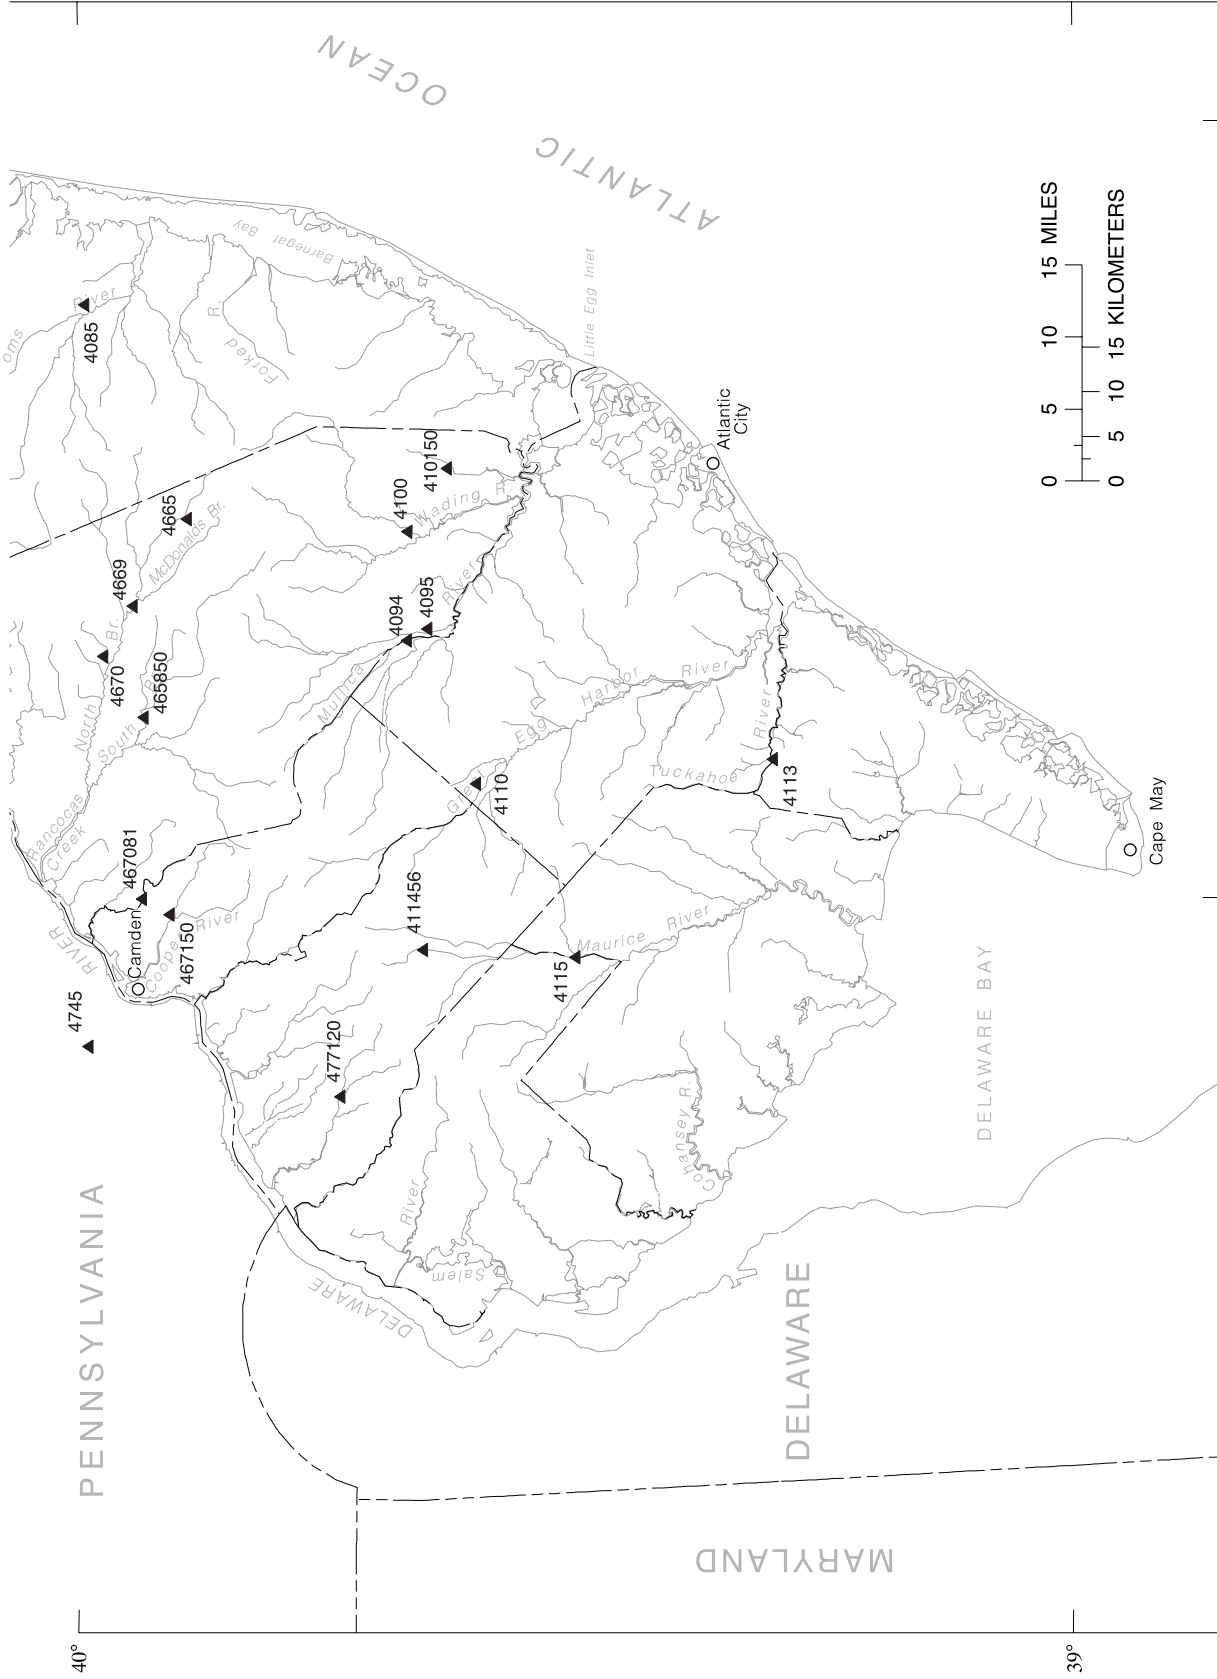 40°
39°
PENNSYLVANIA
MARYLAND
DELAWARE
DELAWARE BAY
ATLANTIC
OCEAN
DELAWARE
RIVER
Rancocas
Creek
North
Br.
South
Br.
McDonalds Br.
oms
River
Forked
R.
Barnegat Bay
Little Egg Inlet
Wading R.
Mullica
River
Great
Egg
Harbor
River
Tuckahoe
River
Maurice
River
Cohansey R.
Salem
River
Cooper
River
Camden
Atlantic
City
Cape May
4085
4665
4669
4670
465850
467081
467150
4745
477120
411456
4115
4110
4113
4094
4095
4100
410150
0 5 10 15 MILES
0 5 10 15 KILOMETERS